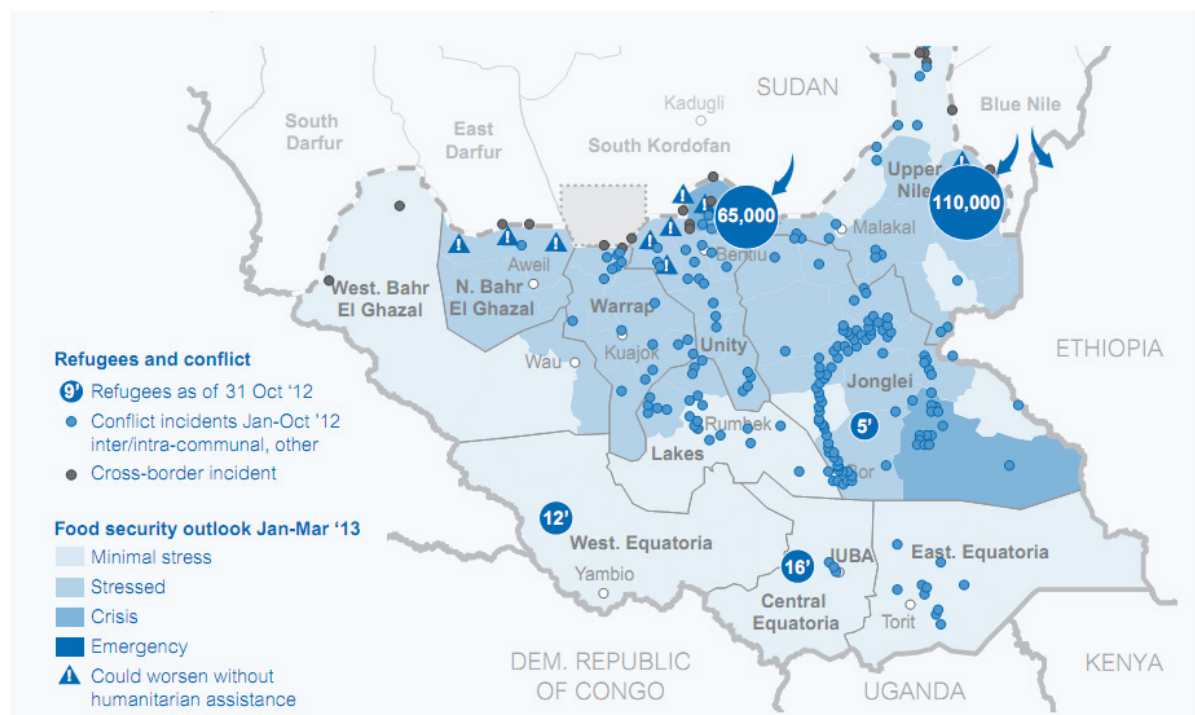 SUDAN
Kadugli
Blue Nile
South
Darfur
East
Darfur
South Kordofan
Upper
Nile
65,000
110,000
Malakal
Bentiu
Aweil
West. Bahr
El Ghazal
N. Bahr
El Ghazal
Warrap
Unity
Kuajok
Wau
ETHIOPIA
Jonglei
Rumbek
5'
Lakes
Bor
Refugees and conflict
9' Refugees as of 31 Oct ‘12
Conflict incidents Jan-Oct ’12
inter/intra-communal, other
Cross-border incident
12'
West. Equatoria
Yambio
16'
JUBA
Central
Equatoria
East. Equatoria
Torit
Food security outlook Jan-Mar ‘13
Minimal stress
Stressed
Crisis
Emergency
! Could worsen without
humanitarian assistance
DEM. REPUBLIC
OF CONGO
UGANDA
KENYA